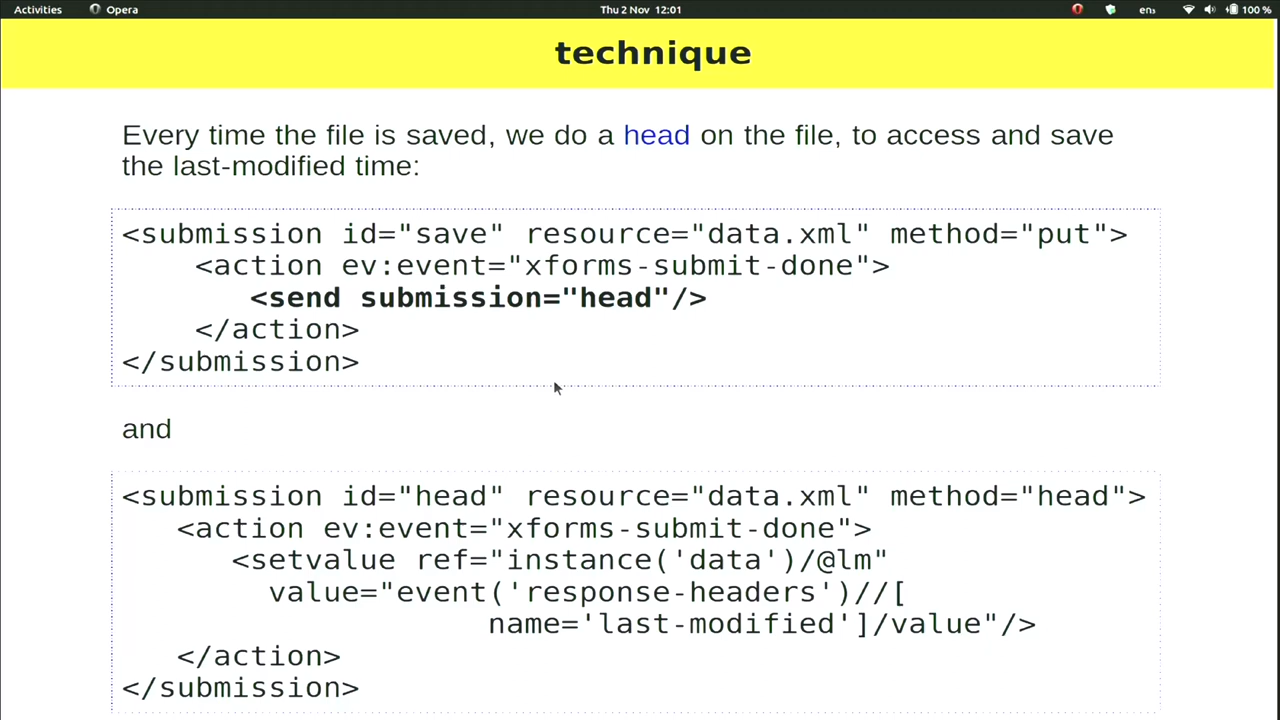 Activities Opera Thu 2 Nov 12:01 en₃ 100 %
technique
Every time the file is saved, we do a head on the file, to access and save
the last-modified time:
<submission id="save" resource="data.xml" method="put">
<action ev:event="xforms-submit-done">
<send submission="head"/>
</action>
</submission>
and
<submission id="head" resource="data.xml" method="head">
<action ev:event="xforms-submit-done">
<setvalue ref="instance('data')/@lm"
value="event('response-headers')//[
name='last-modified']/value"/>
</action>
</submission>